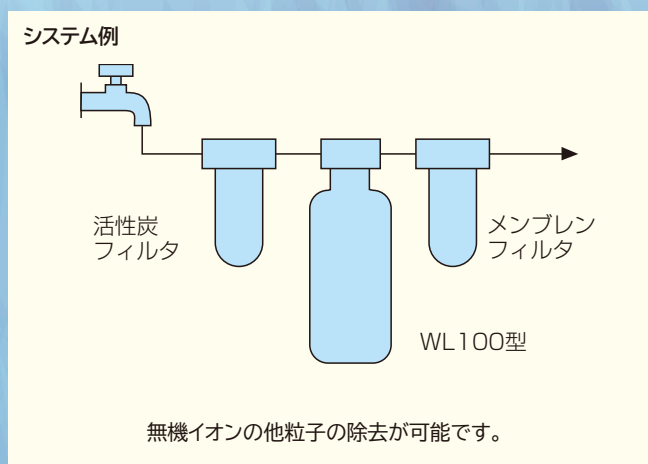 システム例
活性炭
フィルタ
メンブレン
フィルタ
WL100型
無機イオンの他粒子の除去が可能です。